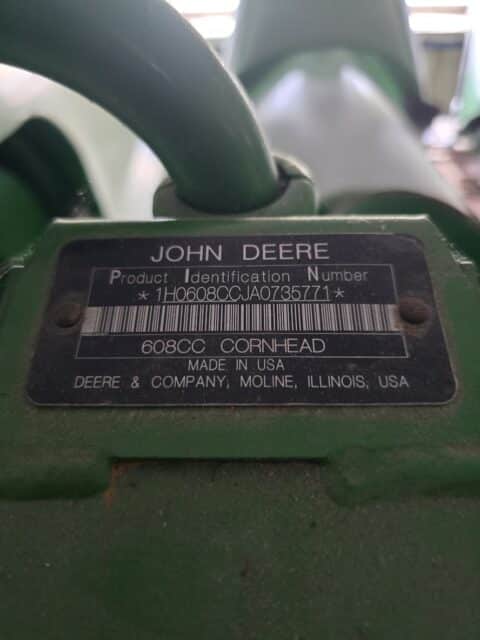 JOHN DEERE
Product Identification Number
*1H0608CCJA0735771*
608CC CORNHEAD
MADE IN USA
DEERE & COMPANY, MOLINE, ILLINOIS, USA